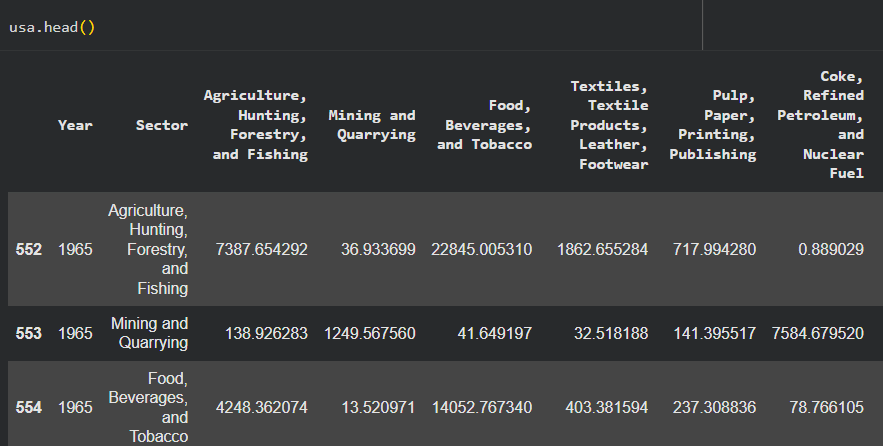 usa.head()
Year Sector Agriculture, Hunting, Forestry, and Fishing Mining and Quarrying Food, Beverages, and Tobacco Textiles, Textile Products, Leather, Footwear Pulp, Paper, Printing, Publishing Coke, Refined Petroleum, and Nuclear Fuel
552 1965 Agriculture, Hunting, Forestry, and Fishing 7387.654292 36.933699 22845.005310 1862.655284 717.994280 0.889029
553 1965 Mining and Quarrying 138.926283 1249.567560 41.649197 32.518188 141.395517 7584.679520
554 1965 Food, Beverages, and Tobacco 4248.362074 13.520971 14052.767340 403.381594 237.308836 78.766105